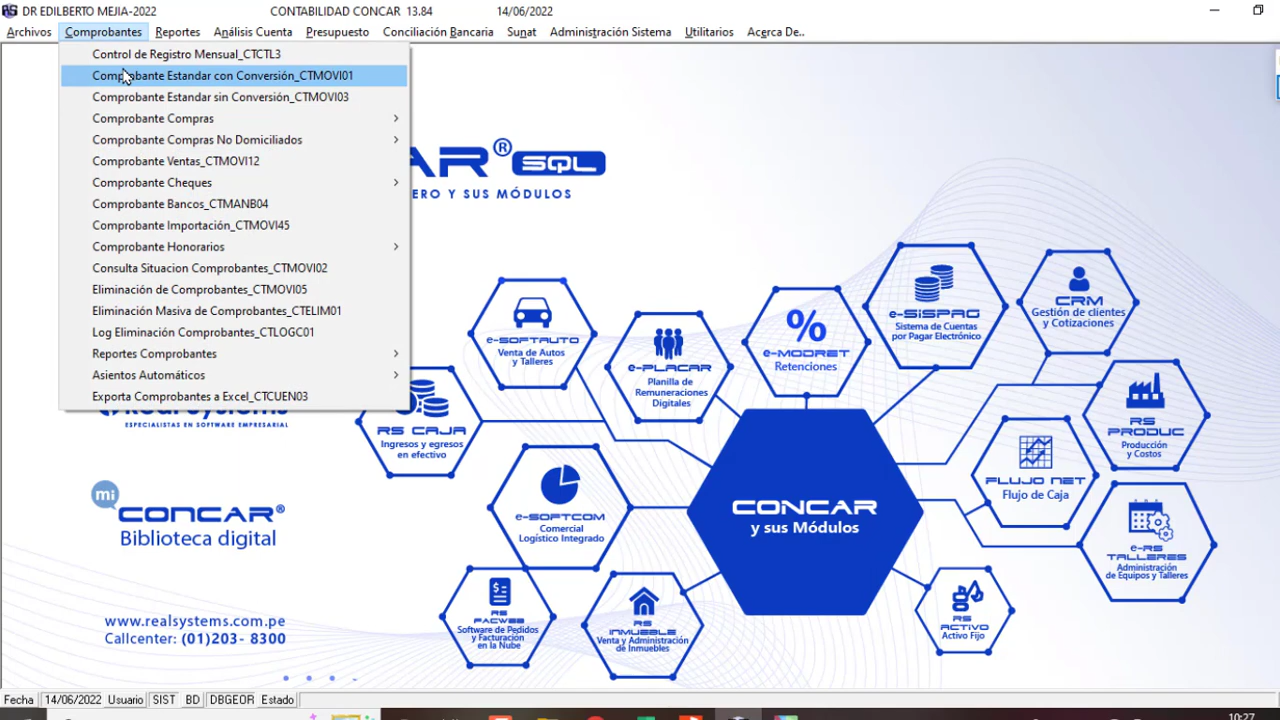 DR EDILBERTO MEJIA-2022 CONTABILIDAD CONCAR 13.84 14/06/2022
Archivos Comprobantes Reportes Análisis Cuenta Presupuesto Conciliación Bancaria Sunat Administración Sistema Utilitarios Acerca De..
Control de Registro Mensual_CTCTL3
Comprobante Estandar con Conversión_CTMOVI01
Comprobante Estandar sin Conversión_CTMOVI03
Comprobante Compras
Comprobante Compras No Domiciliados
Comprobante Ventas_CTMOVI12
Comprobante Cheques
Comprobante Bancos_CTMANB04
Comprobante Importación_CTMOVI45
Comprobante Honorarios
Consulta Situacion Comprobantes_CTMOVI02
Eliminación de Comprobantes_CTMOVI05
Eliminación Masiva de Comprobantes_CTELIM01
Log Eliminación Comprobantes_CTLOGC01
Reportes Comprobantes
Asientos Automáticos
Exporta Comprobantes a Excel_CTCUEN03
AR® SQL
ERO Y SUS MÓDULOS
ESPECIALISTAS EN SOFTWARE EMPRESARIAL
mi
CONCAR®
Biblioteca digital
www.realsystems.com.pe
Callcenter: (01)203- 8300
e-SOFTAUTO
Venta de Autos
y Talleres
e-PLACAR
Planilla de
Remuneraciones
Digitales
%
e-MODRET
Retenciones
e-SISPAG
Sistema de Cuentas
por Pagar Electrónico
CRM
Gestión de clientes
y Cotizaciones
RS CAJA
Ingresos y egresos
en efectivo
e-SOFTCOM
Comercial
Logístico Integrado
CONCAR
y sus Módulos
FLUJO NET
Flujo de Caja
RS
PRODUC
Producción
y Costos
e-RS
TALLERES
Administración
de Equipos y Talleres
RS
FACWEB
Software de Pedidos
y Facturación
en la Nube
RS
INMUEBLE
Venta y Administración
de Inmuebles
RS
ACTIVO
Activo Fijo
Fecha 14/06/2022 Usuario SIST BD DBGEOR Estado
10:27